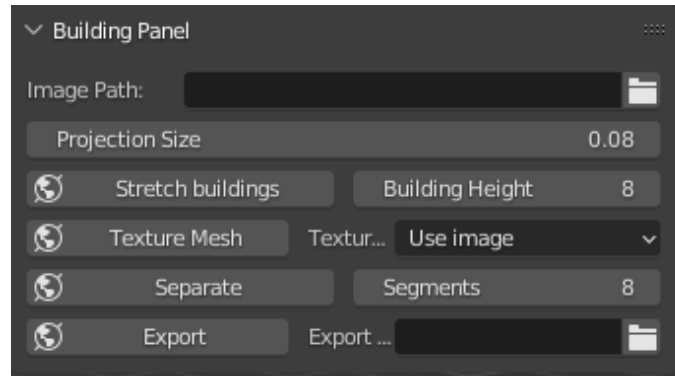 Building Panel
Image Path:
Projection Size 0.08
Stretch buildings Building Height 8
Texture Mesh Textur... Use image
Separate Segments 8
Export Export ...